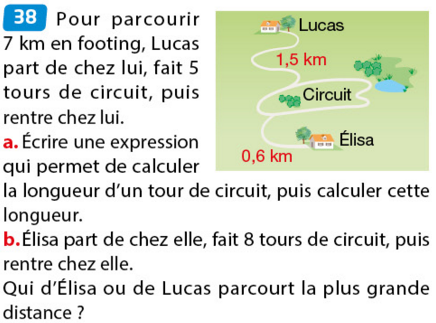 38 Pour parcourir
7 km en footing, Lucas
part de chez lui, fait 5
tours de circuit, puis
rentre chez lui.
a. Écrire une expression
qui permet de calculer
la longueur d'un tour de circuit, puis calculer cette
longueur.
b. Élisa part de chez elle, fait 8 tours de circuit, puis
rentre chez elle.
Qui d'Élisa ou de Lucas parcourt la plus grande
distance ?
Lucas
1,5 km
Circuit
Élisa
0,6 km